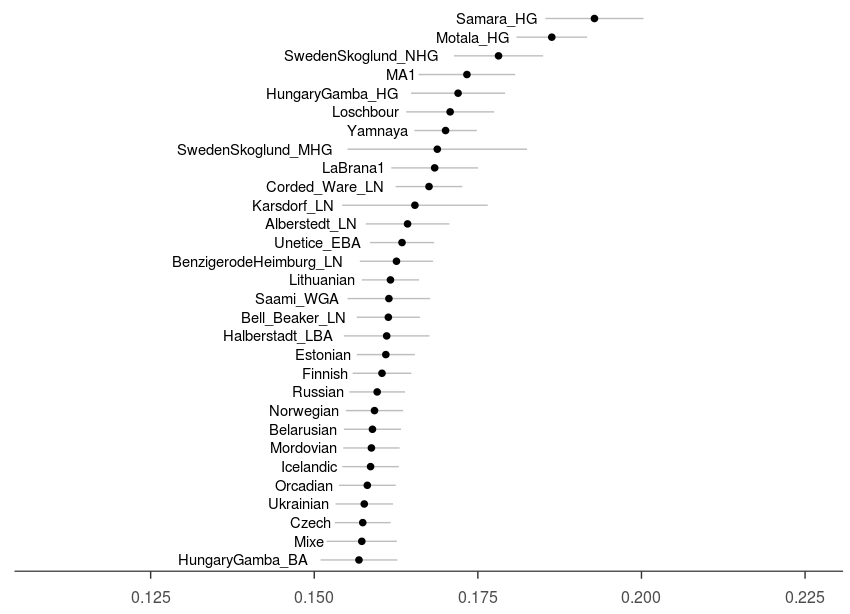 Samara_HG
Motala_HG
SwedenSkoglund_NHG
MA1
HungaryGamba_HG
Loschbour
Yamnaya
SwedenSkoglund_MHG
LaBrana1
Corded_Ware_LN
Karsdorf_LN
Alberstedt_LN
Unetice_EBA
BenzigerodeHeimburg_LN
Lithuanian
Saami_WGA
Bell_Beaker_LN
Halberstadt_LBA
Estonian
Finnish
Russian
Norwegian
Belarusian
Mordovian
Icelandic
Orcadian
Ukrainian
Czech
Mixe
HungaryGamba_BA
0.125 0.150 0.175 0.200 0.225